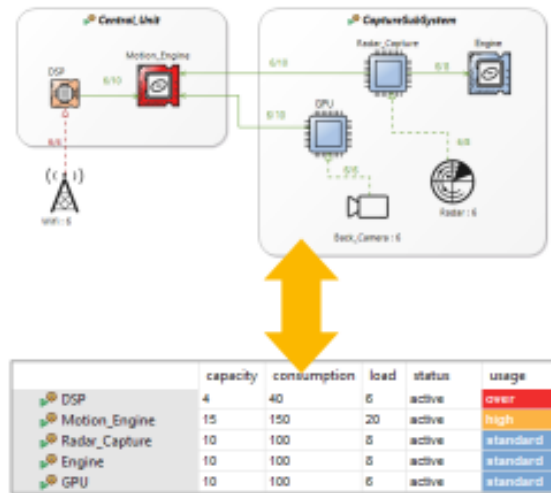 Central_Unit
CaptureSubSystem
Motion_Engine
Radar_Capture
Engine
DSP
6/10
6/10
8/8
GPU
6/10
6/6
6/8
6/6
Wifi : 6
Radar : 6
Back_Camera : 6
capacity consumption load status usage
DSP 4 40 6 active over
Motion_Engine 15 150 20 active high
Radar_Capture 10 100 8 active standard
Engine 10 100 8 active standard
GPU 10 100 6 active standard